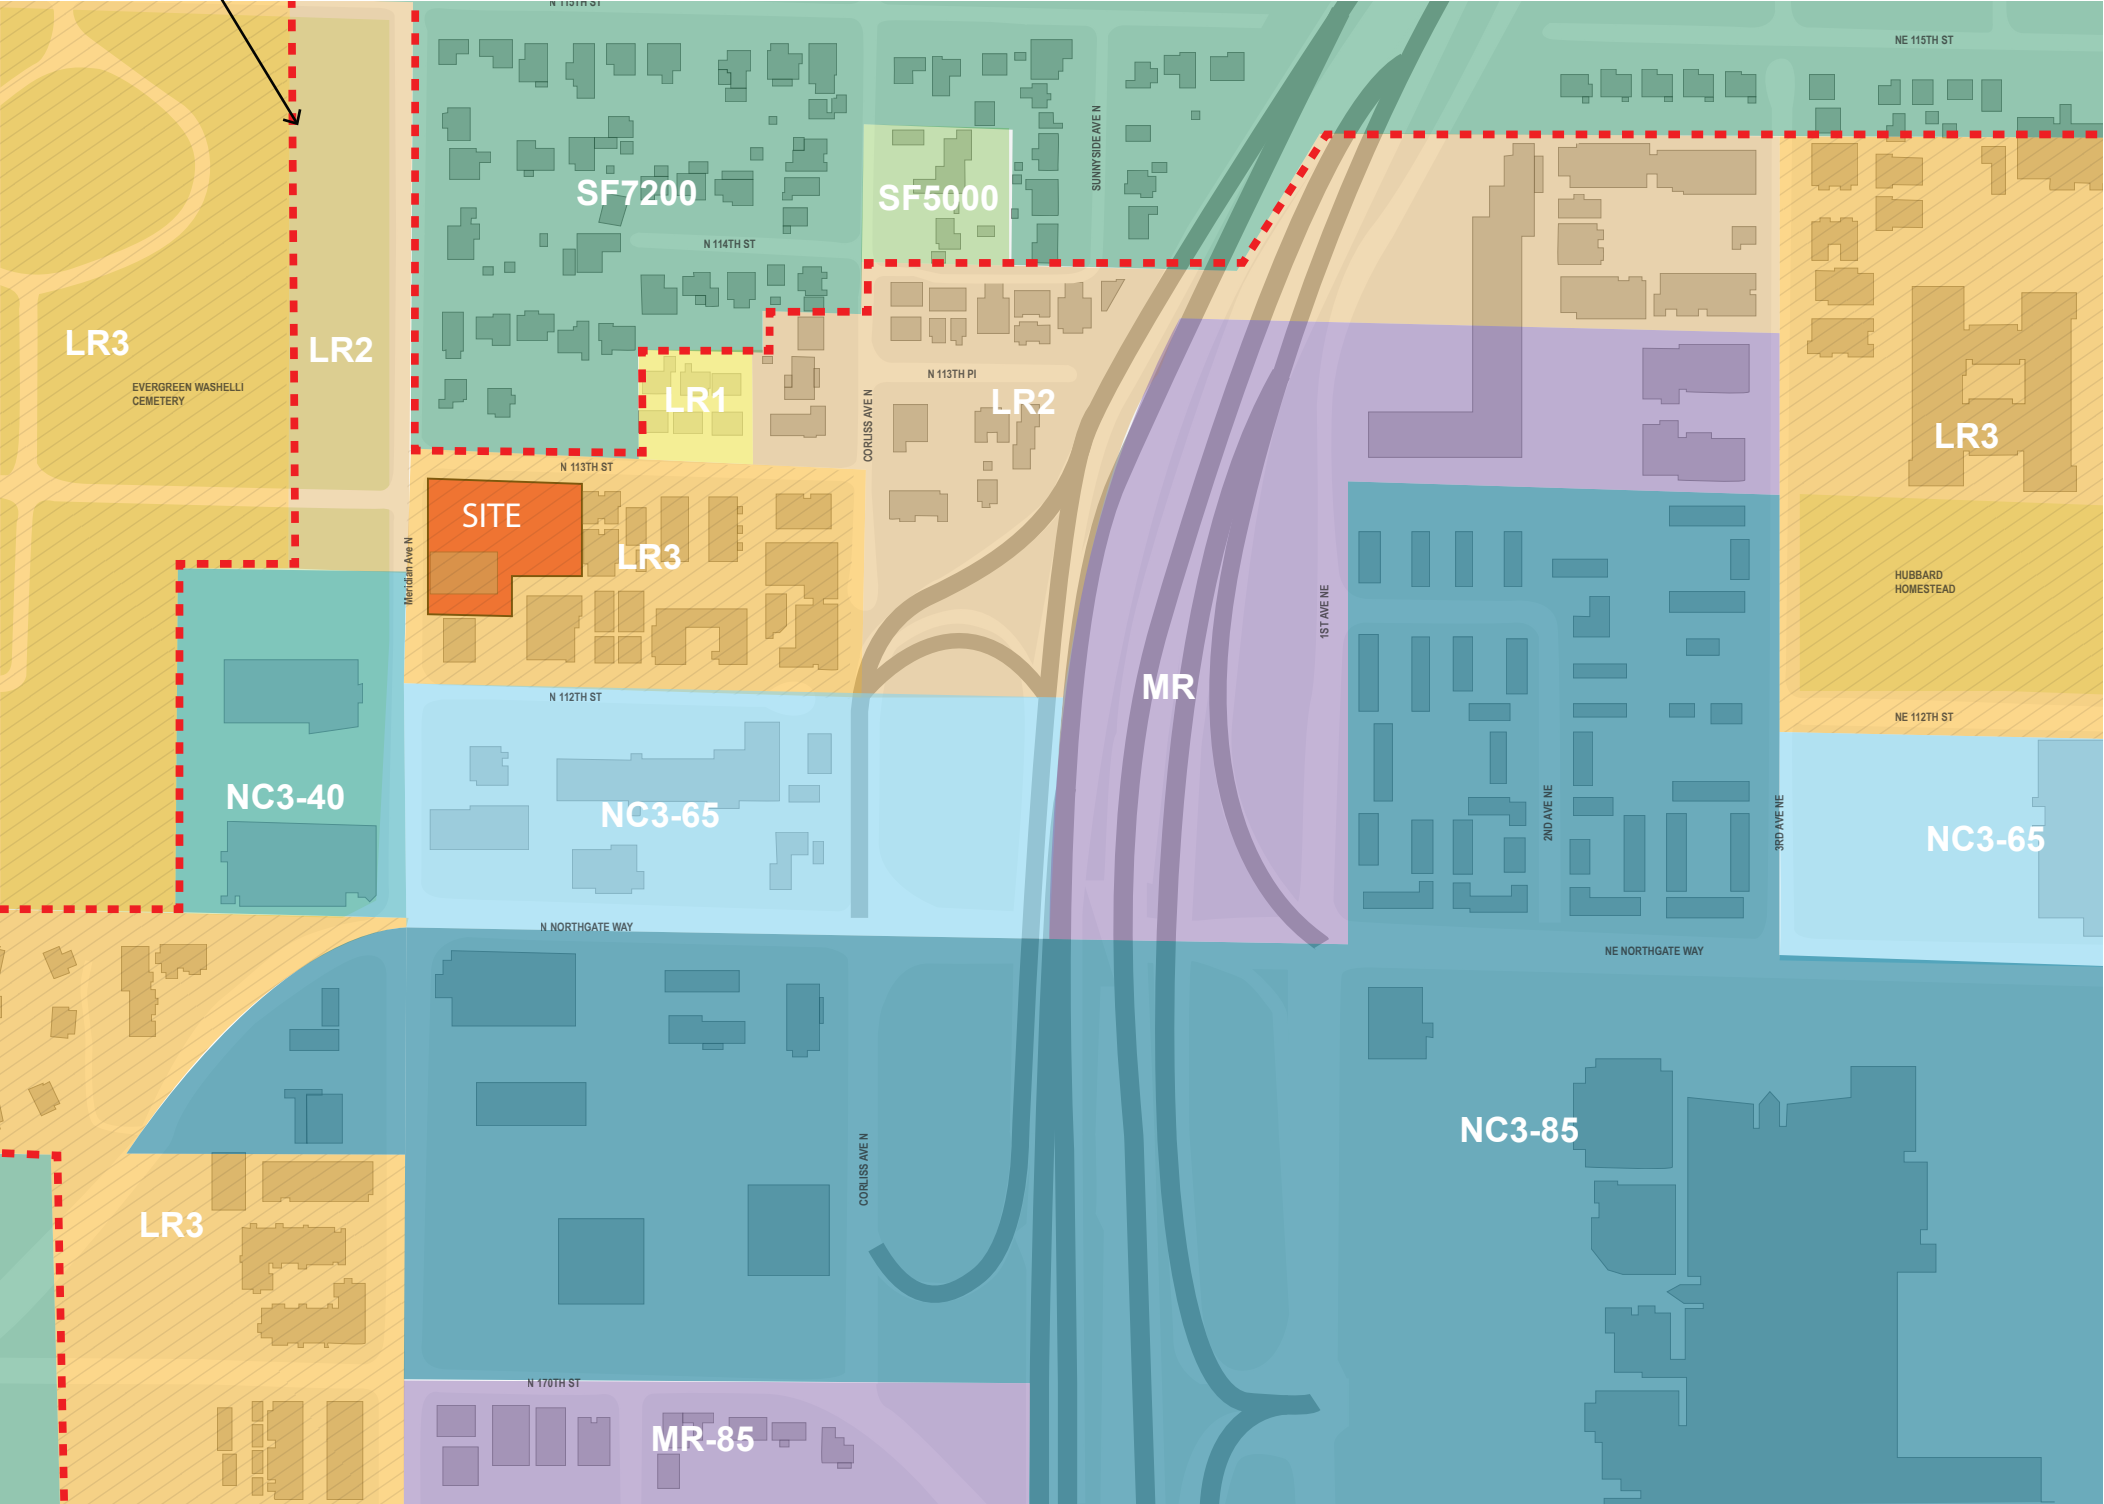 N 115TH ST
NE 115TH ST
SUNNYSIDE AVE N
SF7200
SF5000
N 114TH ST
LR3
LR2
EVERGREEN WASHELLI
CEMETERY
N 113TH Pl
LR1
LR2
CORLISS AVE N
LR3
N 113TH ST
SITE
LR3
Meridian Ave N
HUBBARD
HOMESTEAD
1ST AVE NE
MR
N 112TH ST
NE 112TH ST
NC3-40
NC3-65
2ND AVE NE
3RD AVE NE
NC3-65
N NORTHGATE WAY
NE NORTHGATE WAY
NC3-85
CORLISS AVE N
LR3
N 170TH ST
MR-85